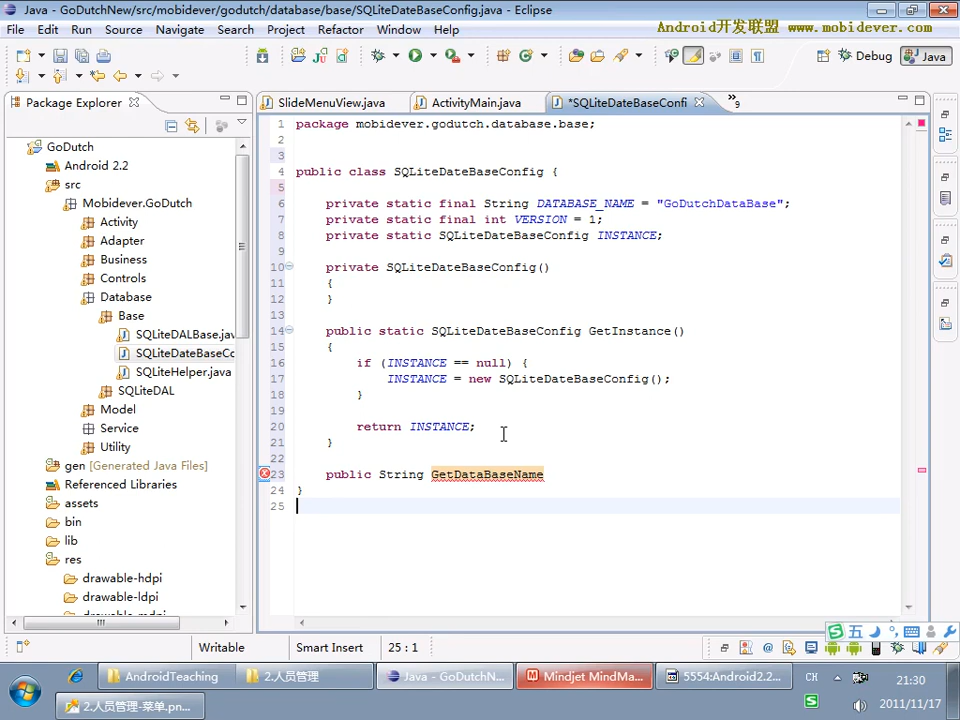 Java - GoDutchNew/src/mobidever/godutch/database/base/SQLiteDateBaseConfig.java - Eclipse
File Edit Run Source Navigate Search Project Refactor Window Help
Android开发联盟 www.mobidever.com
Debug Java
Package Explorer
SlideMenuView.java
ActivityMain.java
*SQLiteDateBaseConfi
»9
GoDutch
Android 2.2
src
Mobidever.GoDutch
Activity
Adapter
Business
Controls
Database
Base
SQLiteDALBase.jav
SQLiteDateBaseCo
SQLiteHelper.java
SQLiteDAL
Model
Service
Utility
gen [Generated Java Files]
Referenced Libraries
assets
bin
lib
res
drawable-hdpi
drawable-ldpi
1 package mobidever.godutch.database.base;
2
3
4 public class SQLiteDateBaseConfig {
5
6 private static final String DATABASE_NAME = "GoDutchDataBase";
7 private static final int VERSION = 1;
8 private static SQLiteDateBaseConfig INSTANCE;
9
10 private SQLiteDateBaseConfig()
11 {
12 }
13
14 public static SQLiteDateBaseConfig GetInstance()
15 {
16 if (INSTANCE == null) {
17 INSTANCE = new SQLiteDateBaseConfig();
18 }
19
20 return INSTANCE;
21 }
22
23 public String GetDataBaseName
24 }
25
Writable
Smart Insert
25 : 1
五
AndroidTeaching
2.人员管理
Java - GoDutchN...
Mindjet MindMa...
5554:Android2.2...
CH
21:30
2.人员管理-菜单.pn...
2011/11/17